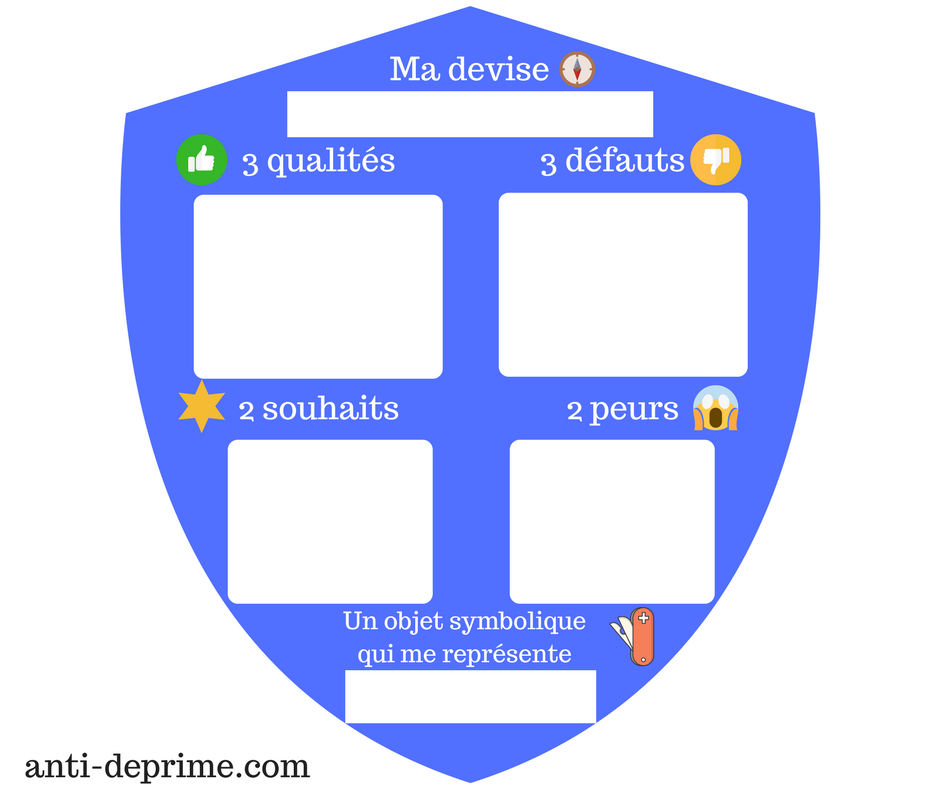 Ma devise
3 qualités
3 défauts
2 souhaits
2 peurs
Un objet symbolique
qui me représente
anti-deprime.com